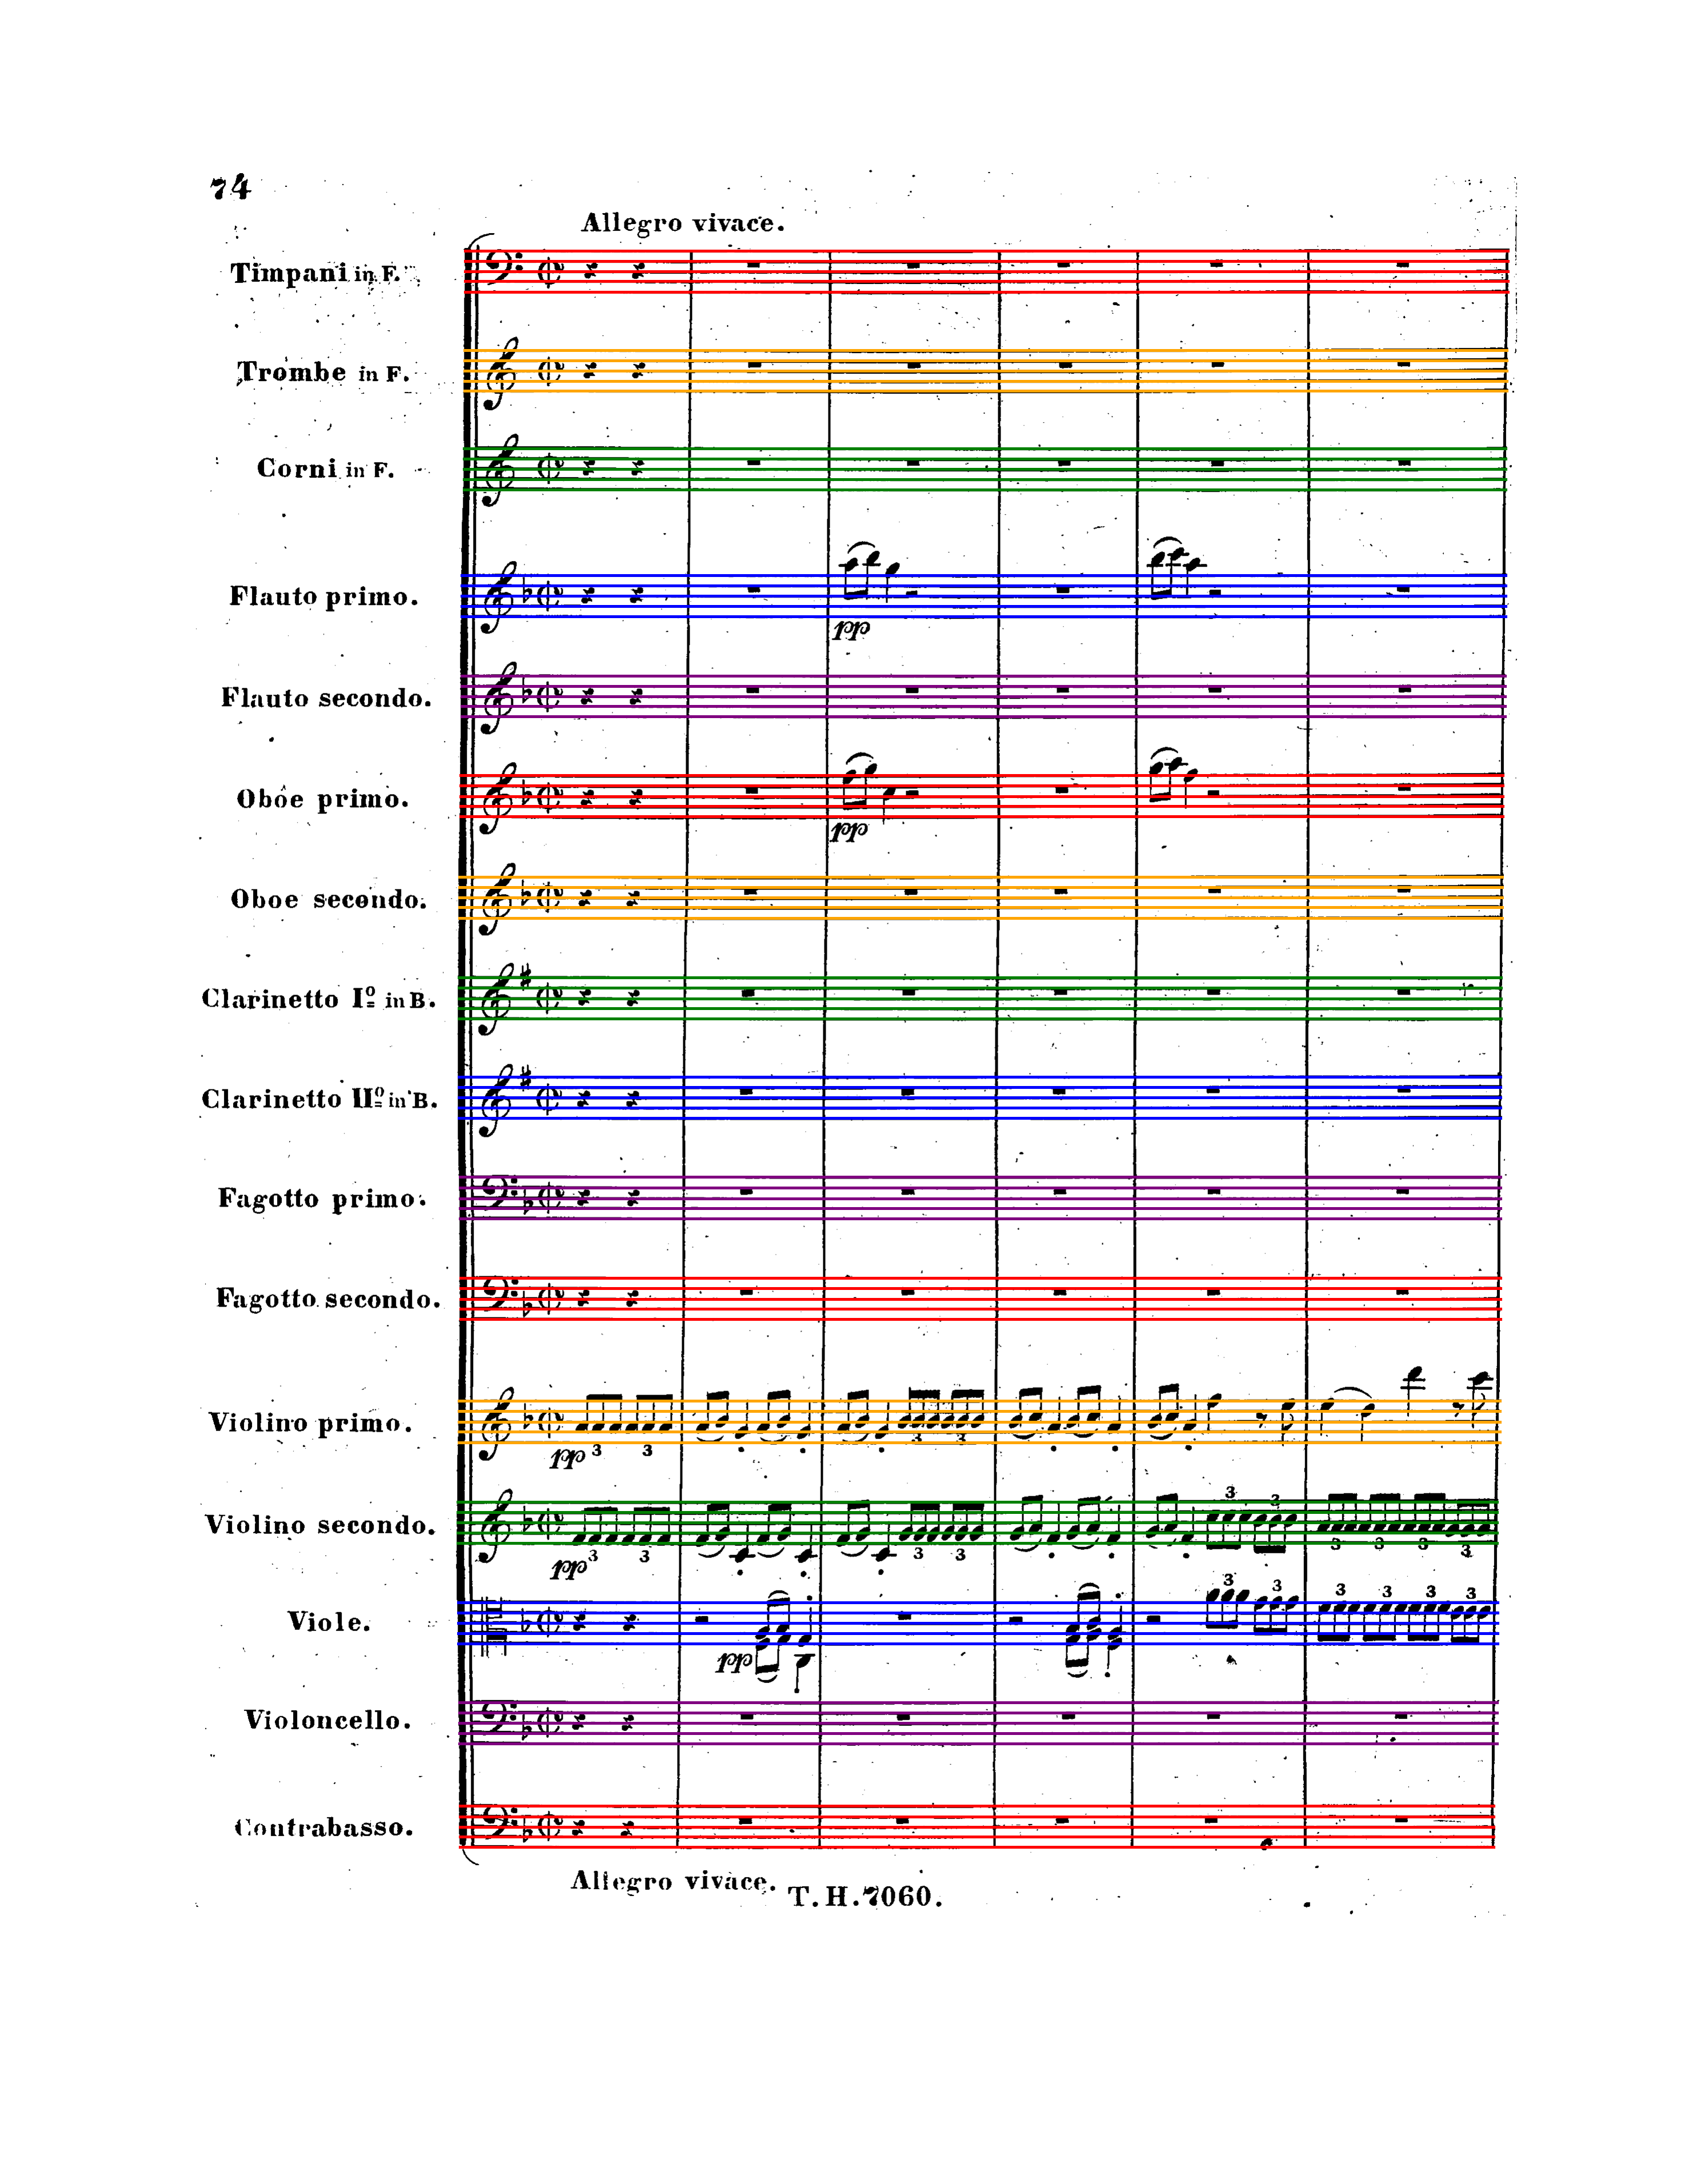 74
Allegro vivace.
Timpani in F.
Trombe in F.
Corni in F.
Flauto primo.
pp
Flauto secondo.
Oboe primo.
pp
Oboe secondo.
Clarinetto Iº in B.
Clarinetto IIº in B.
Fagotto primo.
Fagotto secondo.
Violino primo.
pp 3 3 3 3
Violino secondo.
3 3
pp 3 3 3 3 3 3 3 3
Viole.
3 3 3 3 3 3
pp
Violoncello.
Contrabasso.
Allegro vivace.
T.H.7060.